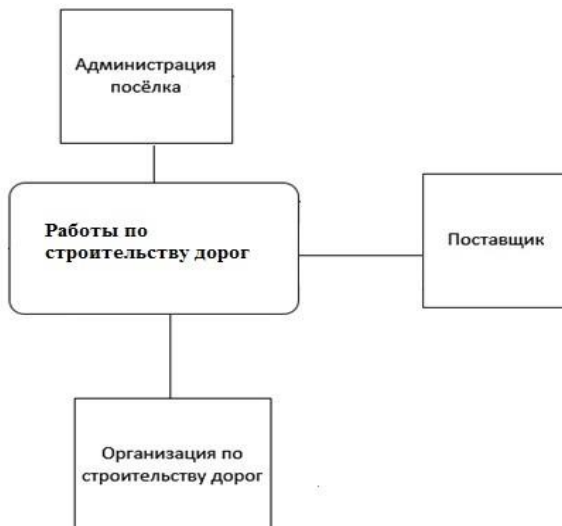 Администрация
посёлка
Работы по
строительству дорог
Поставщик
Организация по
строительству дорог